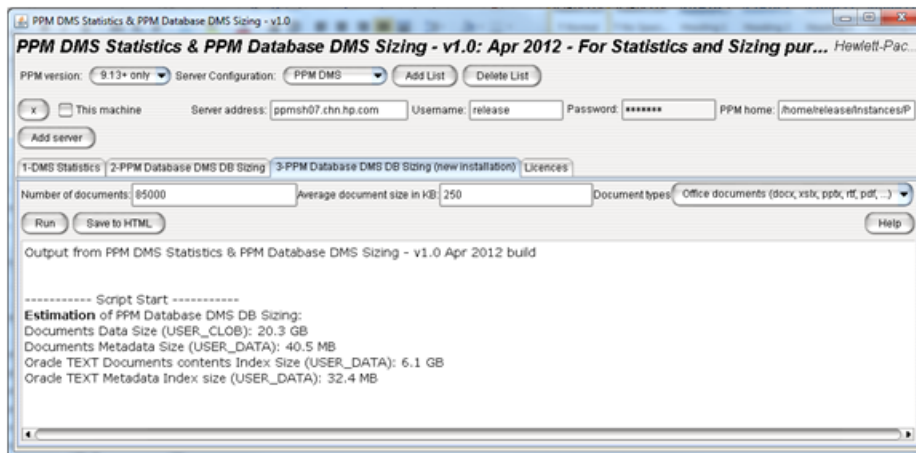 PPM DMS Statistics & PPM Database DMS Sizing - v1.0
PPM DMS Statistics & PPM Database DMS Sizing - v1.0: Apr 2012 - For Statistics and Sizing pur... Hewlett-Pac...
PPM version: 9.13+ only Server Configuration: PPM DMS Add List Delete List
x This machine Server address: ppmsh07.chn.hp.com Username: release Password: ******* PPM home: /home/release/instances/P
Add server
1-DMS Statistics 2-PPM Database DMS DB Sizing 3-PPM Database DMS DB Sizing (new installation) Licences
Number of documents: 85000 Average document size in KB: 250 Document types Office documents (docx, xslx, pptx, rtf, pdf, ...)
Run Save to HTML Help
Output from PPM DMS Statistics & PPM Database DMS Sizing - v1.0 Apr 2012 build
----------- Script Start -----------
Estimation of PPM Database DMS DB Sizing:
Documents Data Size (USER_CLOB): 20.3 GB
Documents Metadata Size (USER_DATA): 40.5 MB
Oracle TEXT Documents contents Index Size (USER_DATA): 6.1 GB
Oracle TEXT Metadata Index size (USER_DATA): 32.4 MB